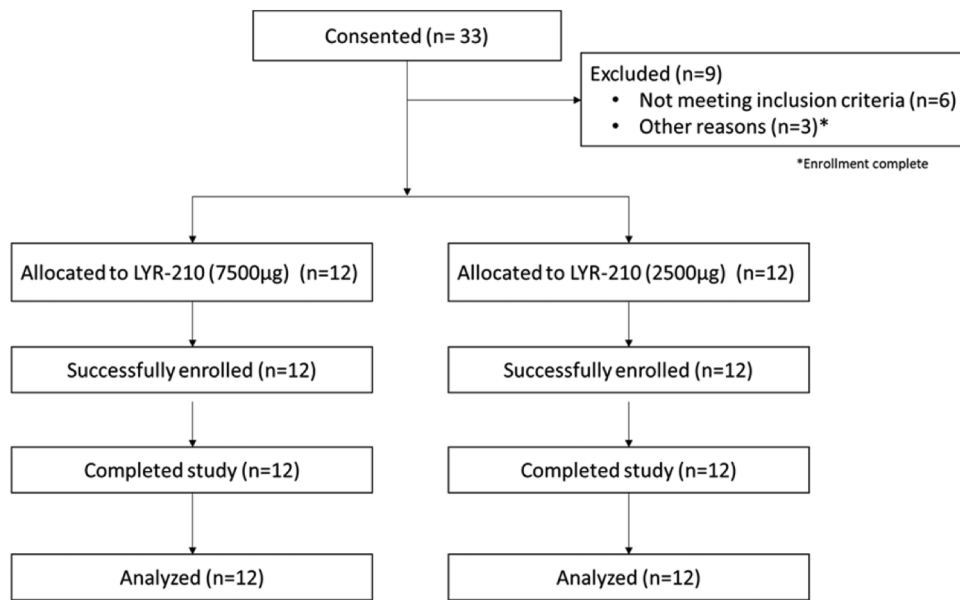 Consented (n= 33)
Excluded (n=9)
• Not meeting inclusion criteria (n=6)
• Other reasons (n=3)*
*Enrollment complete
Allocated to LYR-210 (7500µg) (n=12)
Allocated to LYR-210 (2500µg) (n=12)
Successfully enrolled (n=12)
Successfully enrolled (n=12)
Completed study (n=12)
Completed study (n=12)
Analyzed (n=12)
Analyzed (n=12)